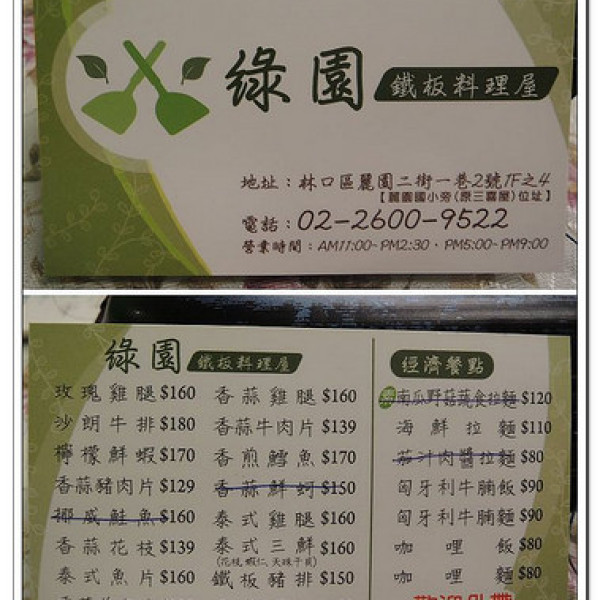 綠園 鐵板料理屋
地址：林口區麗園二街一巷2號1F之4
【麗園國小旁(原三喜屋)位址】
電話：02-2600-9522
營業時間：AM11:00~PM2:30、PM5:00~PM9:00
綠園 鐵板料理屋
玫瑰雞腿$160 香蒜雞腿$160
沙朗牛排$180 香蒜牛肉片$139
檸檬鮮蝦$170 香煎鱈魚$170
香蒜豬肉片$129 香蒜鮮蚵$150
挪威鮭魚$160 泰式雞腿$160
香蒜花枝$139 泰式三鮮$160
(花枝,蝦仁,天味干貝)
泰式魚片$160 鐵板豬排$150
經濟餐點
南瓜野菇蔬食拉麵$120
海鮮拉麵$110
茄汁肉醬拉麵$80
匈牙利牛腩飯$90
匈牙利牛腩麵$90
咖哩飯$80
咖哩麵$80